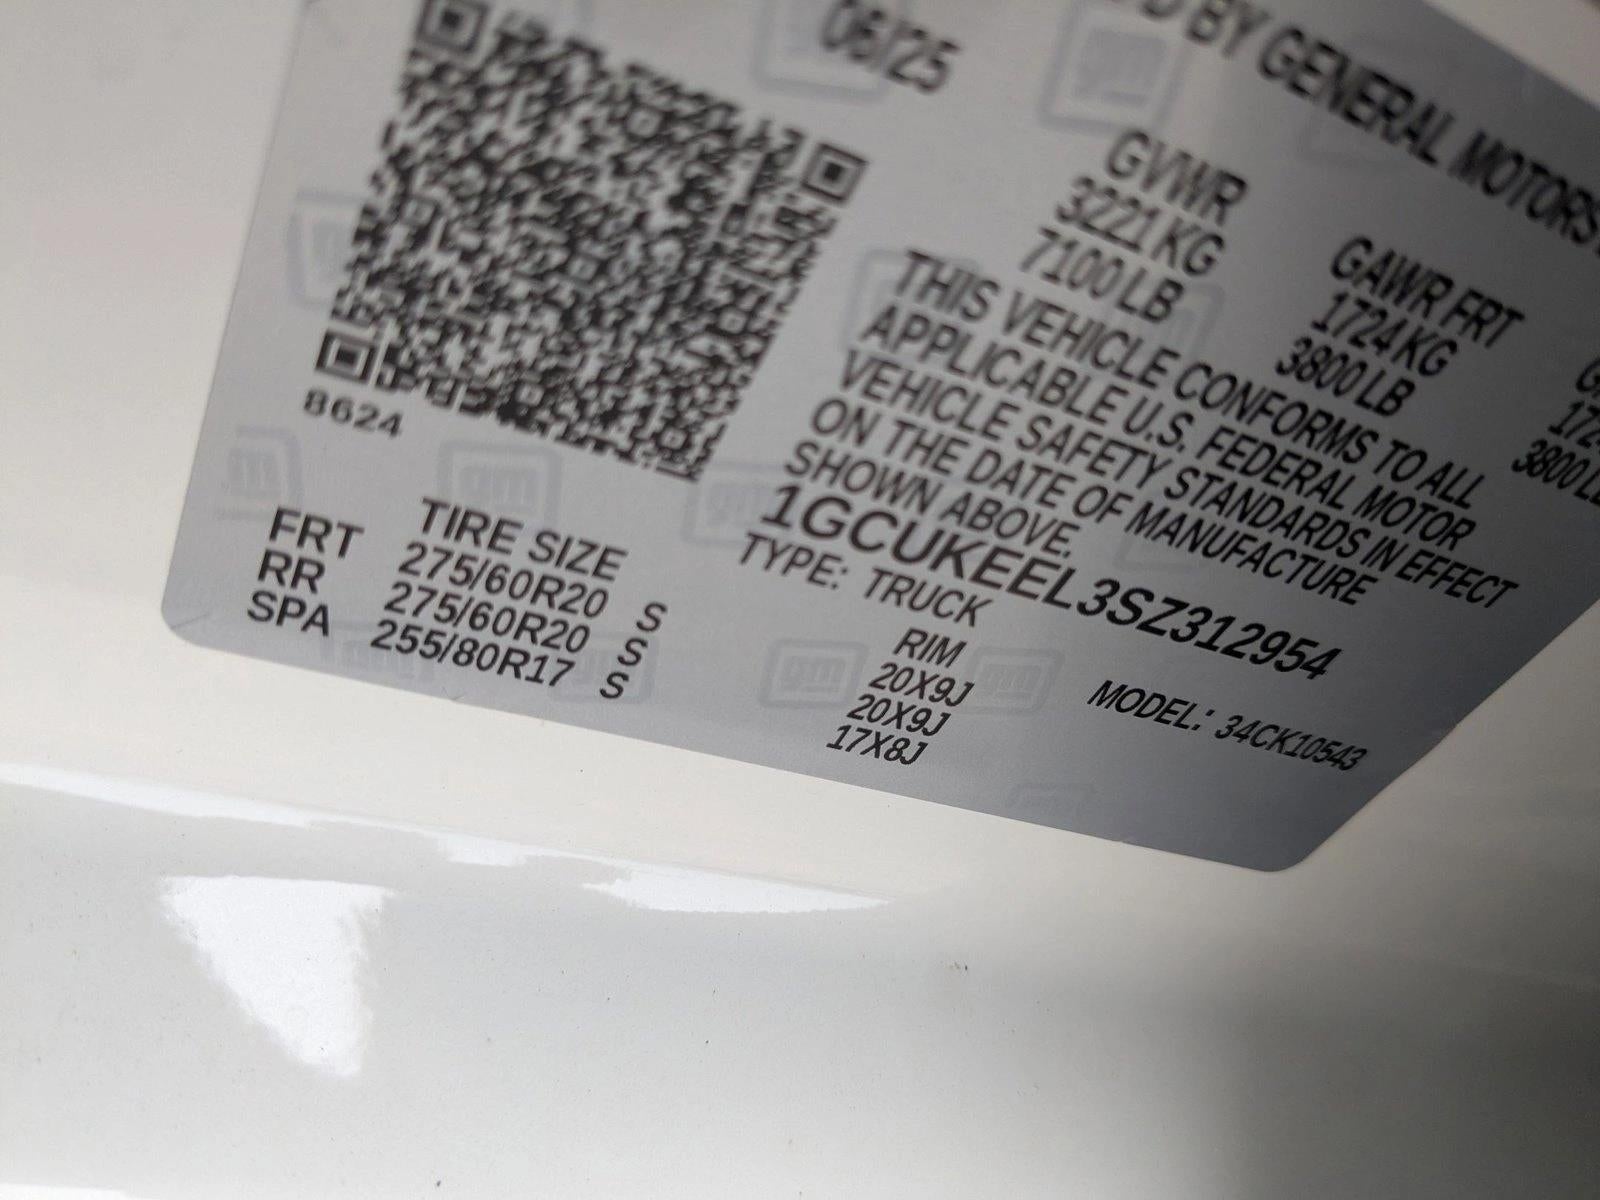 06/25
D BY GENERAL MOTORS
GVWR
3221 KG
7100 LB
GAWR FRT
1724 KG
3800 LB
3800 L
THIS VEHICLE CONFORMS TO ALL
APPLICABLE U.S. FEDERAL MOTOR
VEHICLE SAFETY STANDARDS IN EFFECT
ON THE DATE OF MANUFACTURE
SHOWN ABOVE.
1GCUKEEL3SZ312954
TYPE: TRUCK
MODEL: 34CK10543
8624
TIRE SIZE RIM
FRT 275/60R20 S 20X9J
RR 275/60R20 S 20X9J
SPA 255/80R17 S 17X8J
gm